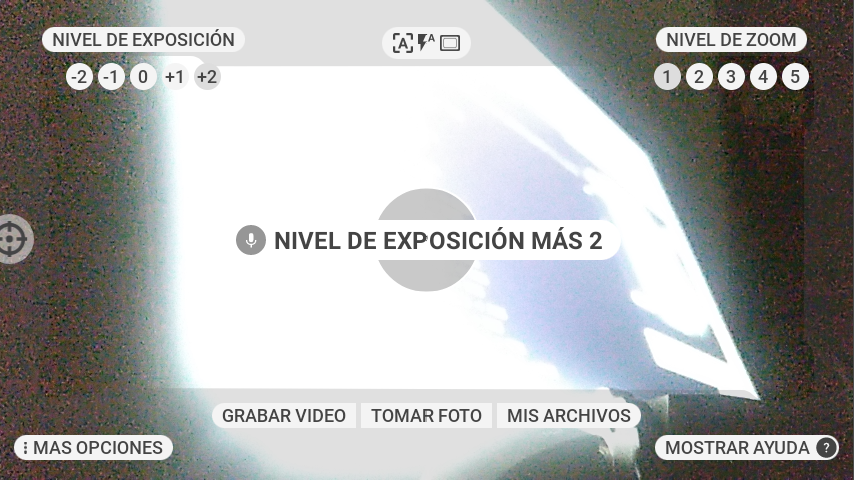 NIVEL DE EXPOSICIÓN
A
A
NIVEL DE ZOOM
-2 -1 0 +1 +2
1 2 3 4 5
NIVEL DE EXPOSICIÓN MÁS 2
GRABAR VIDEO
TOMAR FOTO
MIS ARCHIVOS
MAS OPCIONES
MOSTRAR AYUDA ?